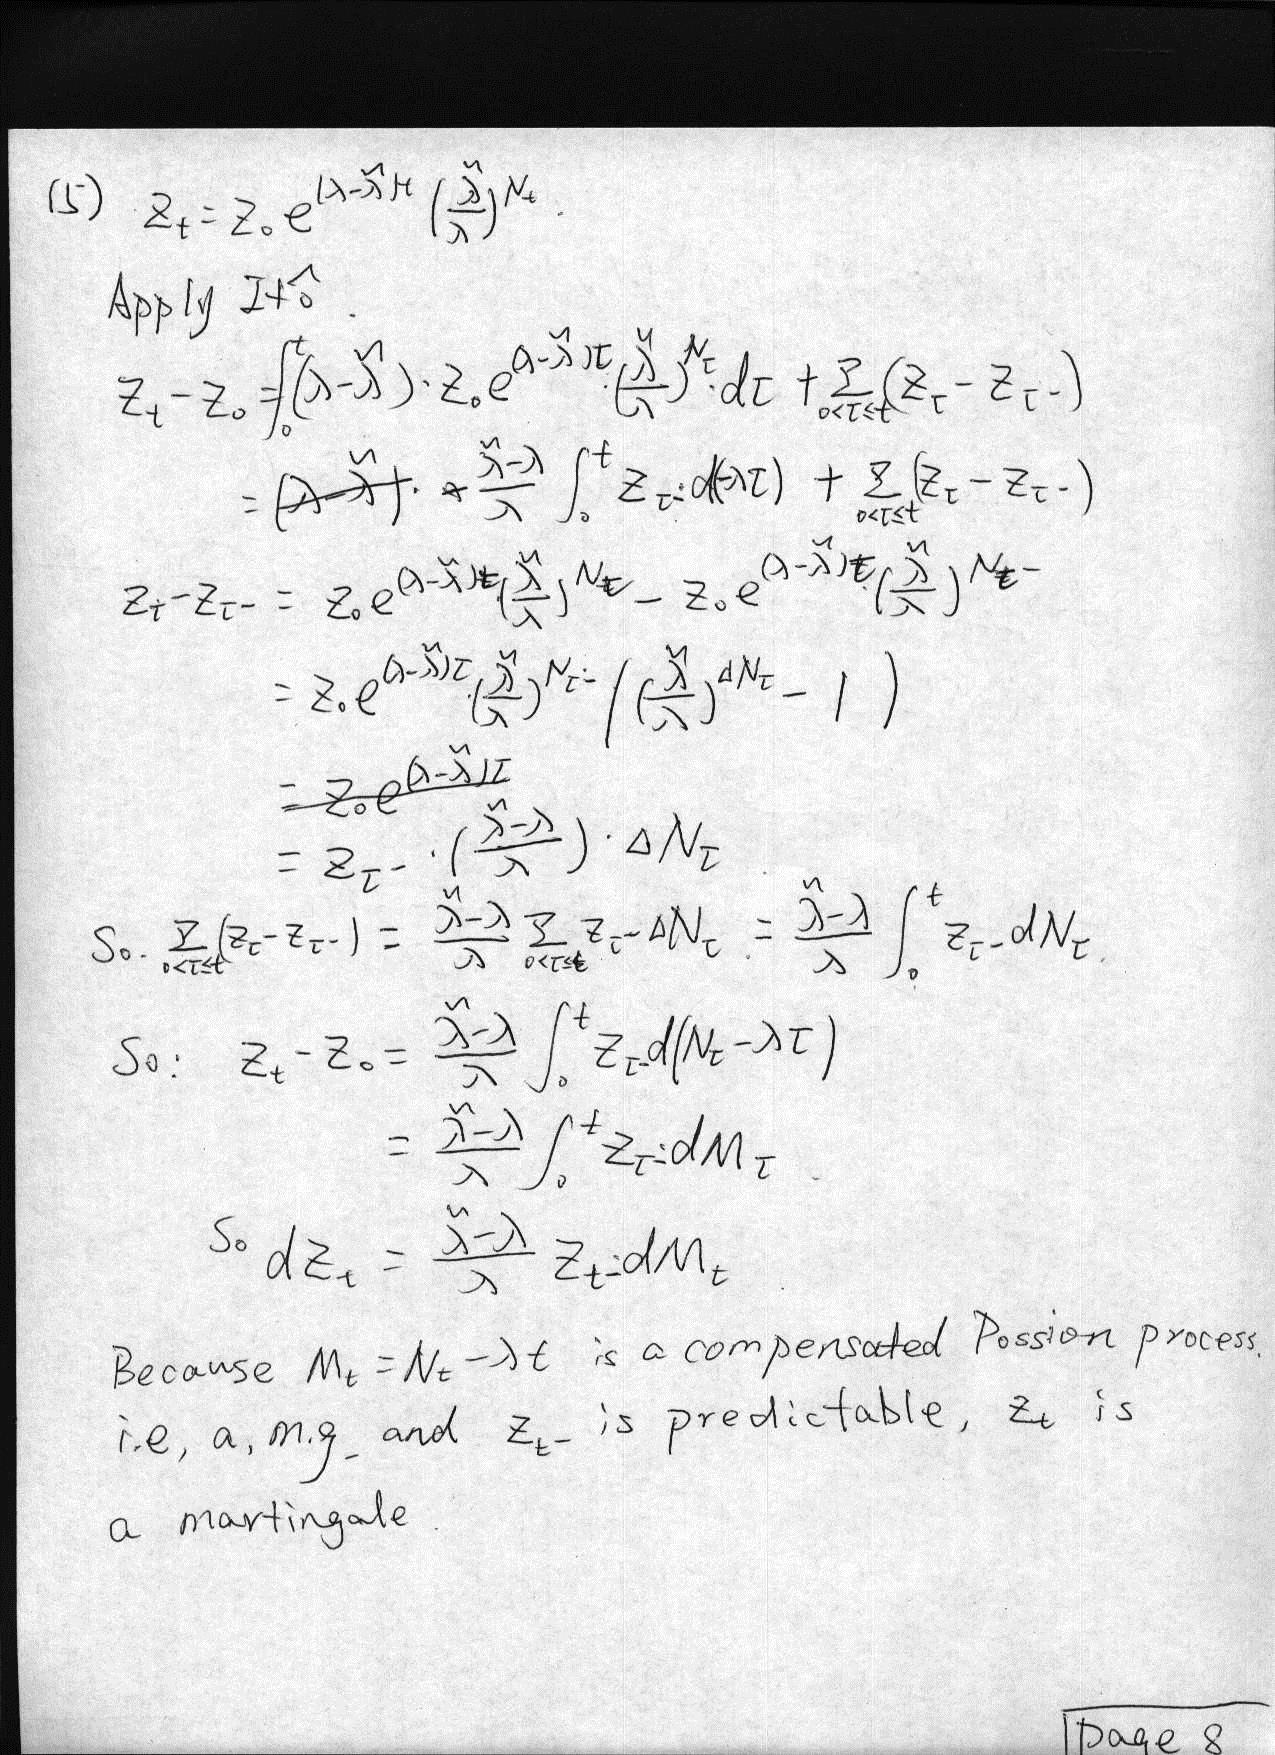 (5) Z_t = Z_0 e^{(λ-λ̃)t} (λ̃/λ)^{N_t}.
Apply Itô.
Z_t - Z_0 = ∫_0^t (λ-λ̃)·Z_0 e^{(λ-λ̃)τ}·(λ̃/λ)^{N_τ}·dτ + Σ_{0<τ≤t} (Z_τ - Z_{τ-})
= (λ̃-λ)/λ ∫_0^t Z_{τ-} d(-λτ) + Σ_{0<τ≤t} (Z_τ - Z_{τ-})
Z_τ - Z_{τ-} = Z_0 e^{(λ-λ̃)τ}(λ̃/λ)^{N_τ} - Z_0 e^{(λ-λ̃)τ}(λ̃/λ)^{N_{τ-}}
= Z_0 e^{(λ-λ̃)τ}·(λ̃/λ)^{N_{τ-}} ((λ̃/λ)^{ΔN_τ} - 1)
= Z_0 e^{(λ-λ̃)τ}
= Z_{τ-}·((λ̃-λ)/λ)·ΔN_τ
So. Σ_{0<τ≤t} (Z_τ - Z_{τ-}) = (λ̃-λ)/λ Σ_{0<τ≤t} Z_{τ-} ΔN_τ = (λ̃-λ)/λ ∫_0^t Z_{τ-} dN_τ.
So: Z_t - Z_0 = (λ̃-λ)/λ ∫_0^t Z_{τ-} d(N_τ - λτ)
= (λ̃-λ)/λ ∫_0^t Z_{τ-} dM_τ
So dZ_t = (λ̃-λ)/λ Z_{t-} dM_t
Because M_t = N_t - λt is a compensated Possion process.
i.e, a, m.g_ and Z_{t-} is predictable, Z_t is
a martingale.
page 8